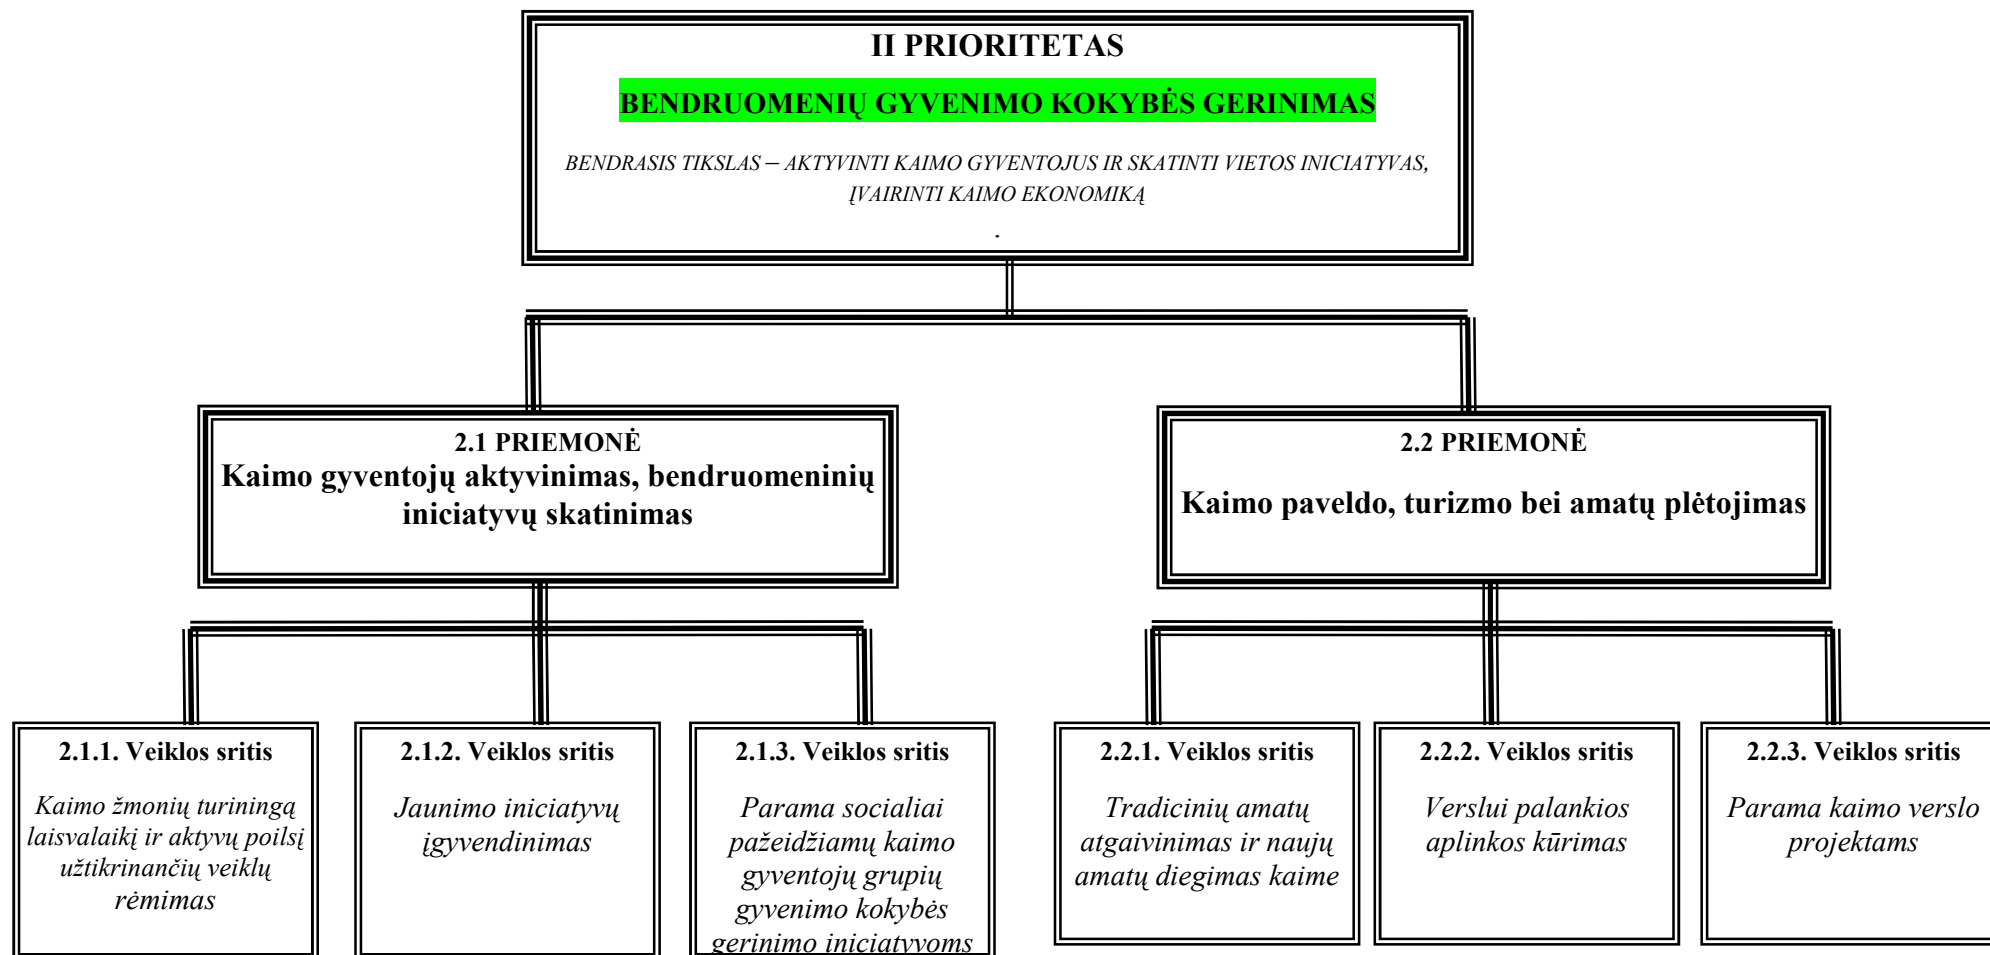 II PRIORITETAS
BENDRUOMENIŲ GYVENIMO KOKYBĖS GERINIMAS
BENDRASIS TIKSLAS – AKTYVINTI KAIMO GYVENTOJUS IR SKATINTI VIETOS INICIATYVAS,
ĮVAIRINTI KAIMO EKONOMIKĄ
.
2.1 PRIEMONĖ
Kaimo gyventojų aktyvinimas, bendruomeninių
iniciatyvų skatinimas
2.2 PRIEMONĖ
Kaimo paveldo, turizmo bei amatų plėtojimas
2.1.1. Veiklos sritis
Kaimo žmonių turiningą
laisvalaikį ir aktyvų poilsį
užtikrinančių veiklų
rėmimas
2.1.2. Veiklos sritis
Jaunimo iniciatyvų
įgyvendinimas
2.1.3. Veiklos sritis
Parama socialiai
pažeidžiamų kaimo
gyventojų grupių
gyvenimo kokybės
gerinimo iniciatyvoms
2.2.1. Veiklos sritis
Tradicinių amatų
atgaivinimas ir naujų
amatų diegimas kaime
2.2.2. Veiklos sritis
Verslui palankios
aplinkos kūrimas
2.2.3. Veiklos sritis
Parama kaimo verslo
projektams